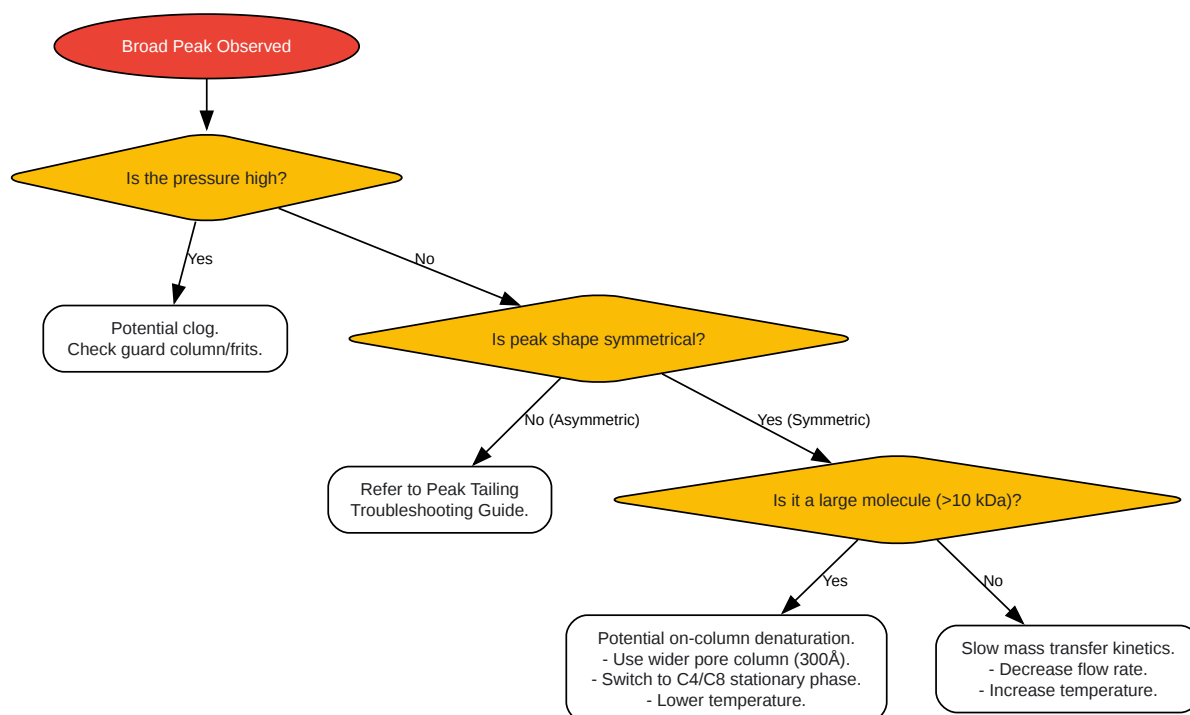 Broad Peak Observed
Is the pressure high?
Yes
No
Potential clog.
Check guard column/frits.
Is peak shape symmetrical?
No (Asymmetric)
Yes (Symmetric)
Refer to Peak Tailing
Troubleshooting Guide.
Is it a large molecule (>10 kDa)?
Yes
No
Potential on-column denaturation.
- Use wider pore column (300Å).
- Switch to C4/C8 stationary phase.
- Lower temperature.
Slow mass transfer kinetics.
- Decrease flow rate.
- Increase temperature.